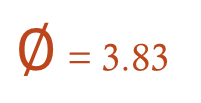 Ø = 3.83